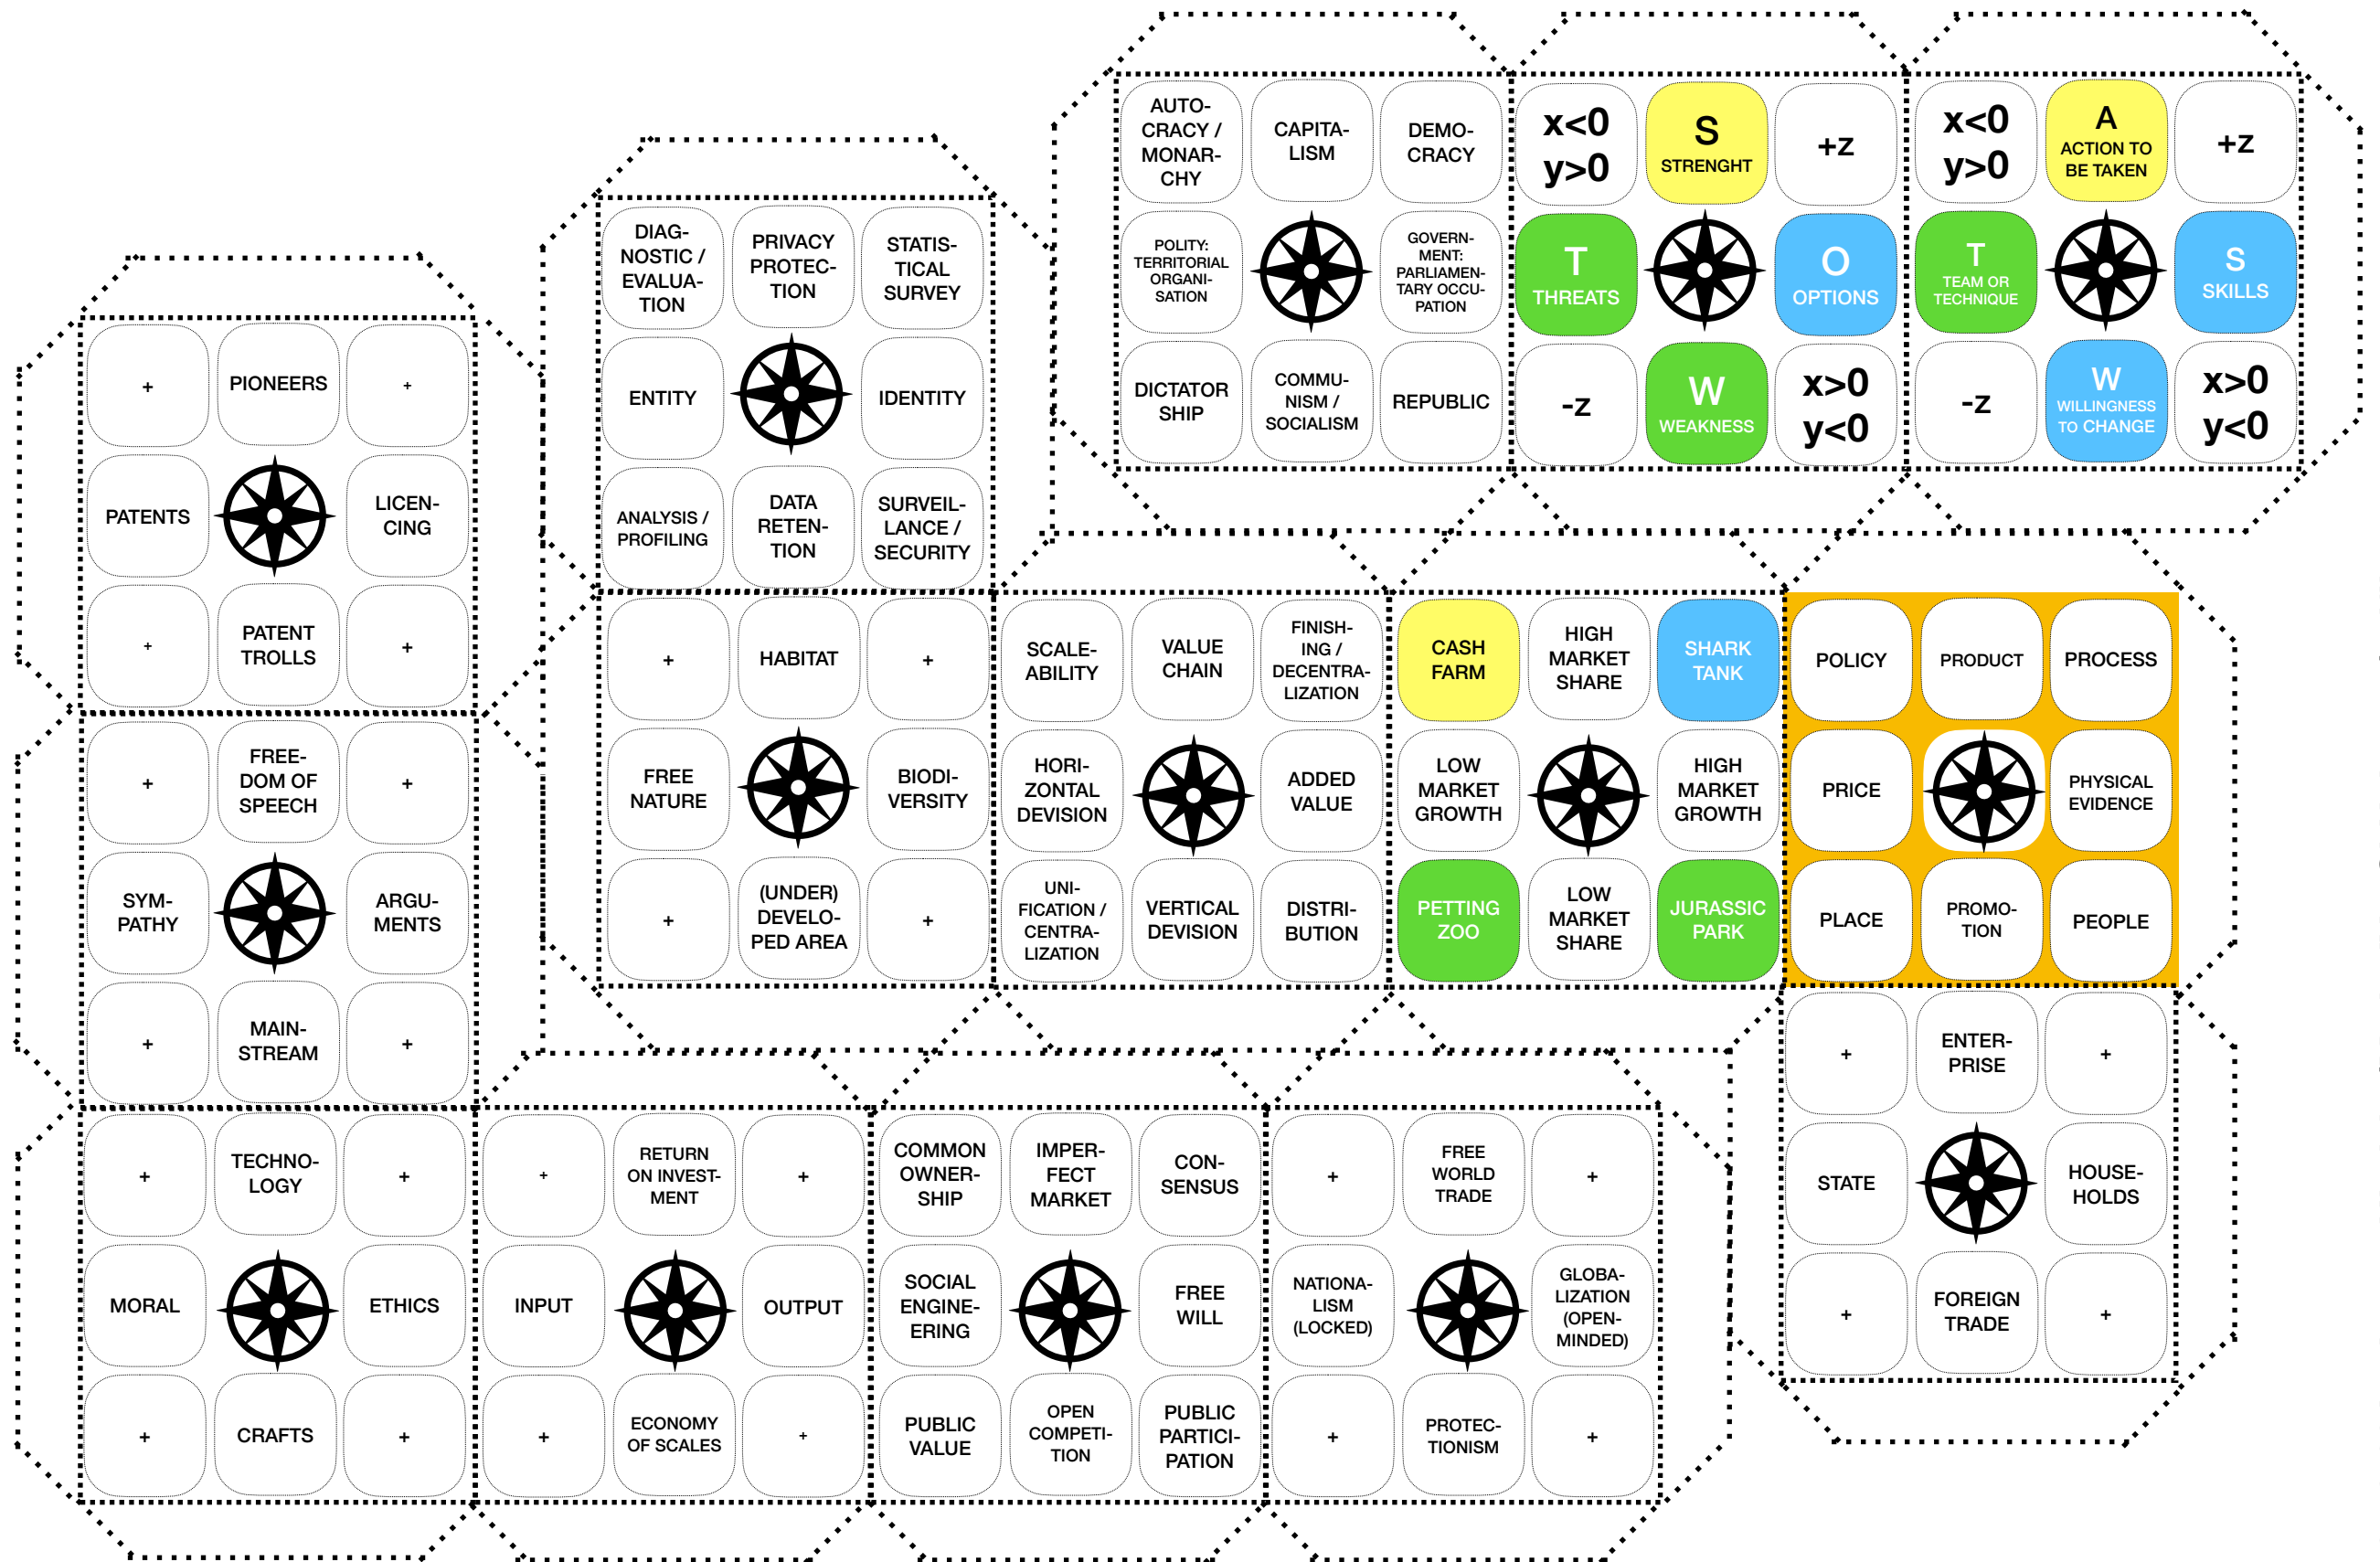 AUTO-
CRACY /
MONAR-
CHY
CAPITA-
LISM
DEMO-
CRACY
POLITY:
TERRITORIAL
ORGANI-
SATION
GOVERN-
MENT:
PARLIAMEN-
TARY OCCU-
PATION
DICTATOR
SHIP
COMMU-
NISM /
SOCIALISM
REPUBLIC
x<0
y>0
S
STRENGHT
+z
T
THREATS
O
OPTIONS
-z
W
WEAKNESS
x>0
y<0
x<0
y>0
A
ACTION TO
BE TAKEN
+z
T
TEAM OR
TECHNIQUE
S
SKILLS
-z
W
WILLINGNESS
TO CHANGE
x>0
y<0
DIAG-
NOSTIC /
EVALUA-
TION
PRIVACY
PROTEC-
TION
STATIS-
TICAL
SURVEY
ENTITY
IDENTITY
ANALYSIS /
PROFILING
DATA
RETEN-
TION
SURVEIL-
LANCE /
SECURITY
+
PIONEERS
+
PATENTS
LICEN-
CING
+
PATENT
TROLLS
+
+
HABITAT
+
FREE
NATURE
BIODI-
VERSITY
+
(UNDER)
DEVELO-
PED AREA
+
SCALE-
ABILITY
VALUE
CHAIN
FINISH-
ING /
DECENTRA-
LIZATION
HORI-
ZONTAL
DEVISION
ADDED
VALUE
UNI-
FICATION /
CENTRA-
LIZATION
VERTICAL
DEVISION
DISTRI-
BUTION
CASH
FARM
HIGH
MARKET
SHARE
SHARK
TANK
LOW
MARKET
GROWTH
HIGH
MARKET
GROWTH
PETTING
ZOO
LOW
MARKET
SHARE
JURASSIC
PARK
POLICY
PRODUCT
PROCESS
PRICE
PHYSICAL
EVIDENCE
PLACE
PROMO-
TION
PEOPLE
+
FREE-
DOM OF
SPEECH
+
SYM-
PATHY
ARGU-
MENTS
+
MAIN-
STREAM
+
+
ENTER-
PRISE
+
STATE
HOUSE-
HOLDS
+
FOREIGN
TRADE
+
+
TECHNO-
LOGY
+
MORAL
ETHICS
+
CRAFTS
+
+
RETURN
ON INVEST-
MENT
+
INPUT
OUTPUT
+
ECONOMY
OF SCALES
+
COMMON
OWNER-
SHIP
IMPER-
FECT
MARKET
CON-
SENSUS
SOCIAL
ENGINE-
ERING
FREE
WILL
PUBLIC
VALUE
OPEN
COMPETI-
TION
PUBLIC
PARTICI-
PATION
+
FREE
WORLD
TRADE
+
NATIONA-
LISM
(LOCKED)
GLOBA-
LIZATION
(OPEN-
MINDED)
+
PROTEC-
TIONISM
+